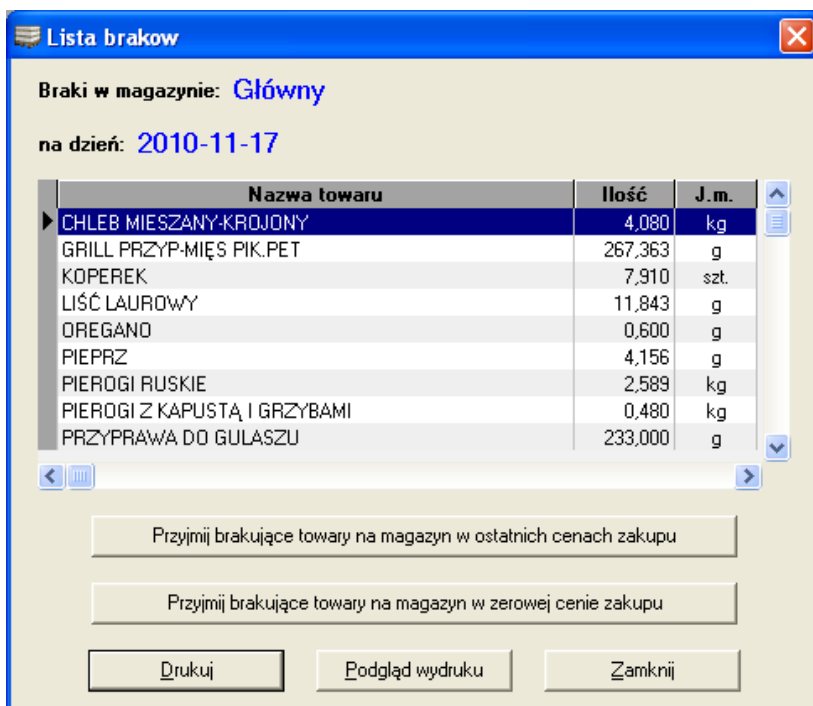 Lista brakow
Braki w magazynie: Główny
na dzień: 2010-11-17
Nazwa towaru Ilość J.m.
CHLEB MIESZANY-KROJONY 4,080 kg
GRILL PRZYP-MIĘS PIK.PET 267,363 g
KOPEREK 7,910 szt.
LIŚĆ LAUROWY 11,843 g
OREGANO 0,600 g
PIEPRZ 4,156 g
PIEROGI RUSKIE 2,589 kg
PIEROGI Z KAPUSTĄ I GRZYBAMI 0,480 kg
PRZYPRAWA DO GULASZU 233,000 g
Przyjmij brakujące towary na magazyn w ostatnich cenach zakupu
Przyjmij brakujące towary na magazyn w zerowej cenie zakupu
Drukuj Podgląd wydruku Zamknij